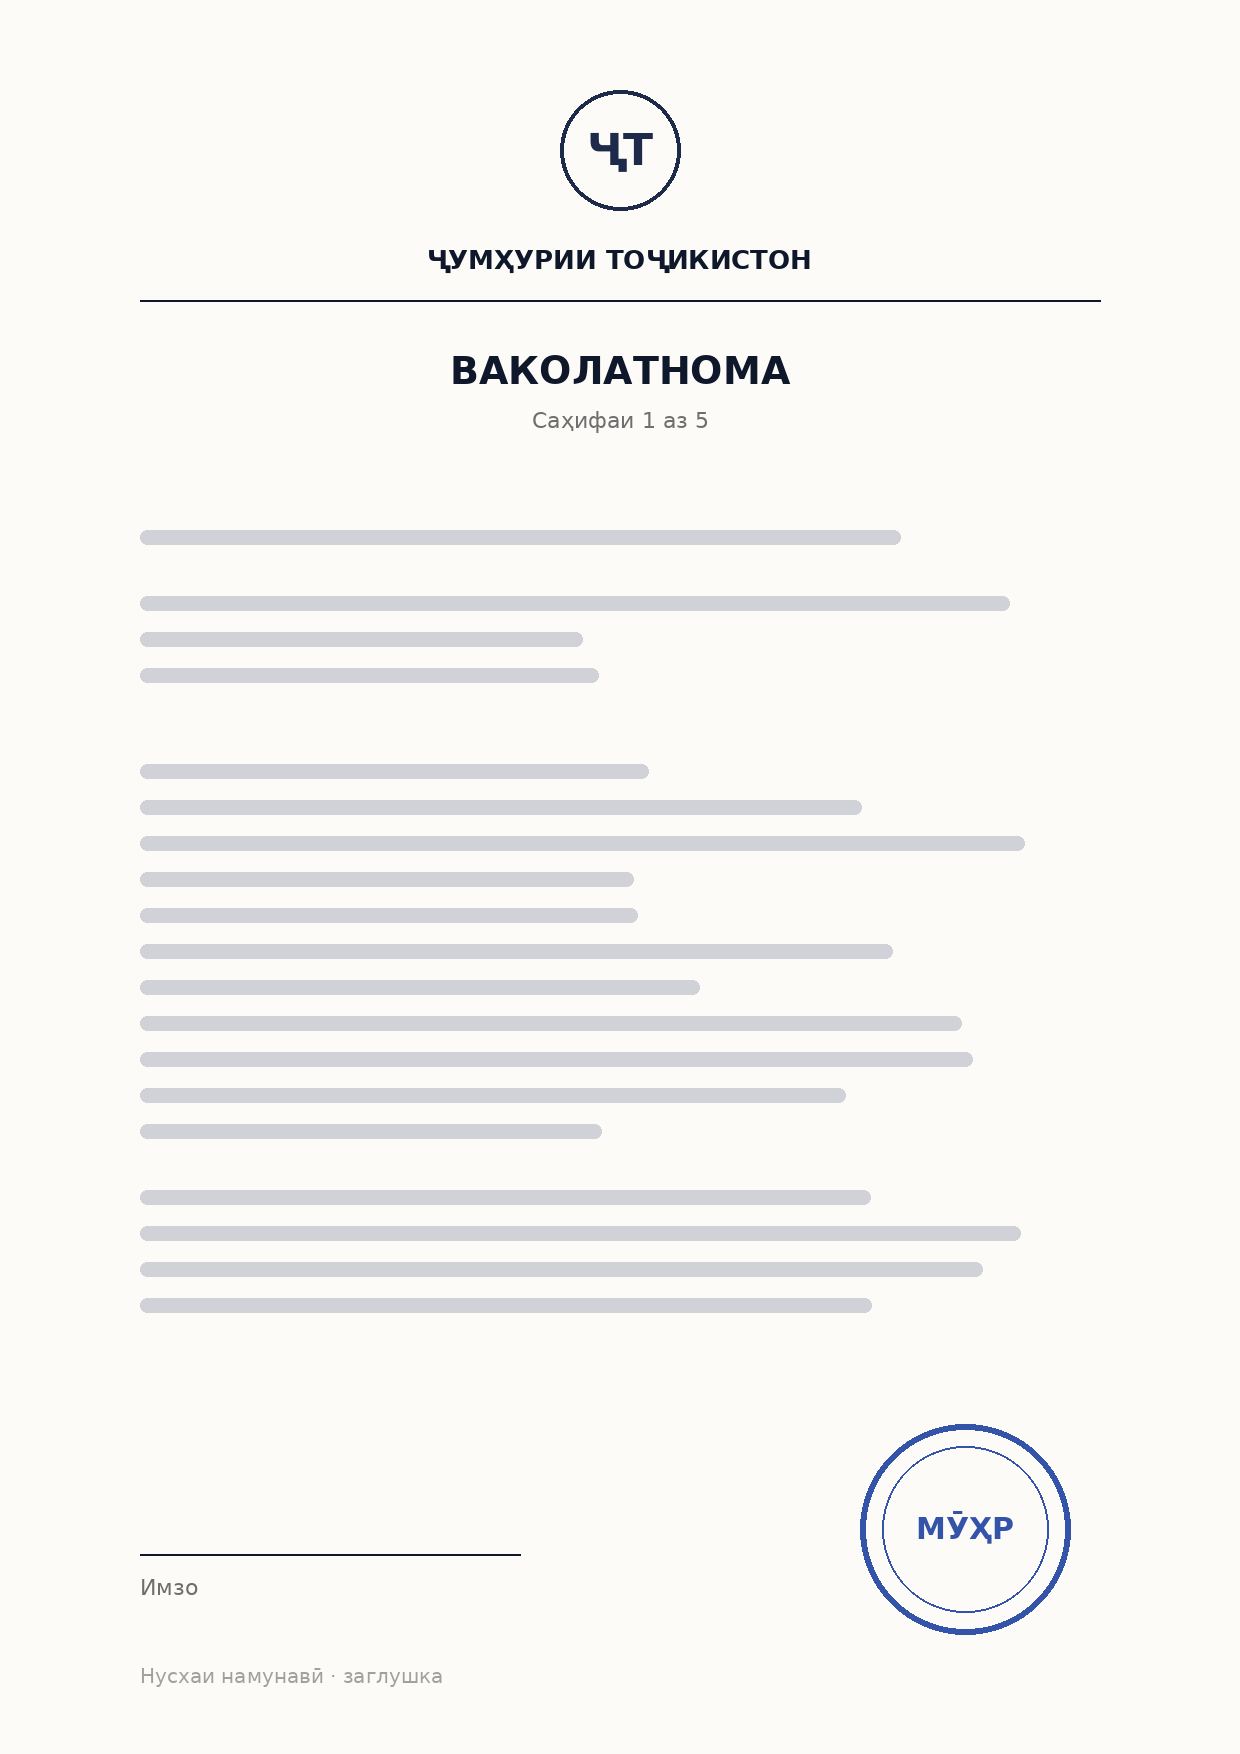 ҶТ
ҶУМҲУРИИ ТОҶИКИСТОН
ВАКОЛАТНОМА
Саҳифаи 1 аз 5
МӮҲР
Имзо
Нусхаи намунавӣ · заглушка